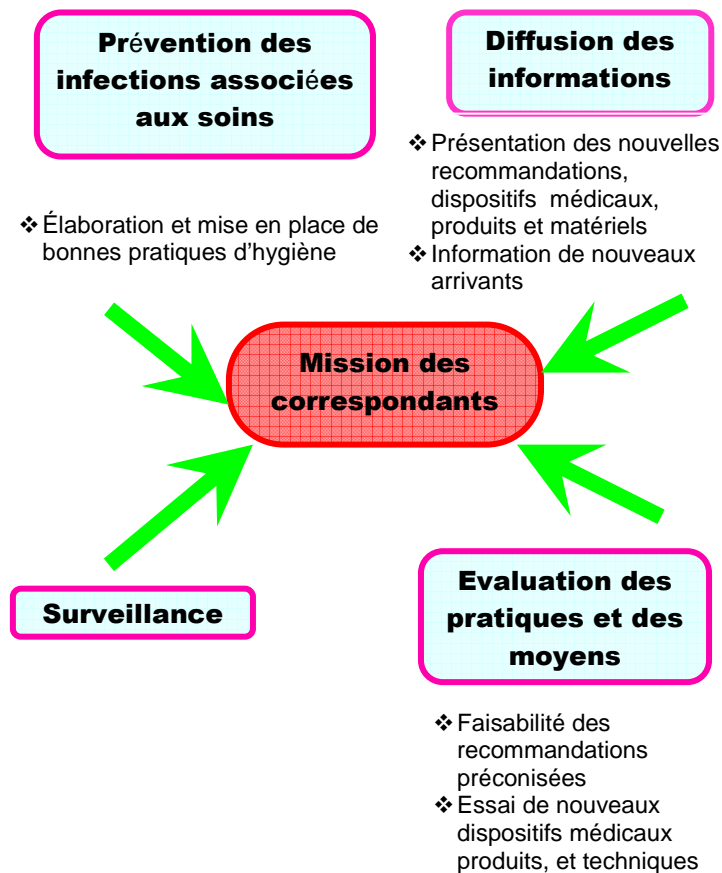 Prévention des
infections associées
aux soins
❖ Élaboration et mise en place de
bonnes pratiques d'hygiène
Diffusion des
informations
❖ Présentation des nouvelles
recommandations,
dispositifs médicaux,
produits et matériels
❖ Information de nouveaux
arrivants
Mission des
correspondants
Surveillance
Evaluation des
pratiques et des
moyens
❖ Faisabilité des
recommandations
préconisées
❖ Essai de nouveaux
dispositifs médicaux
produits, et techniques